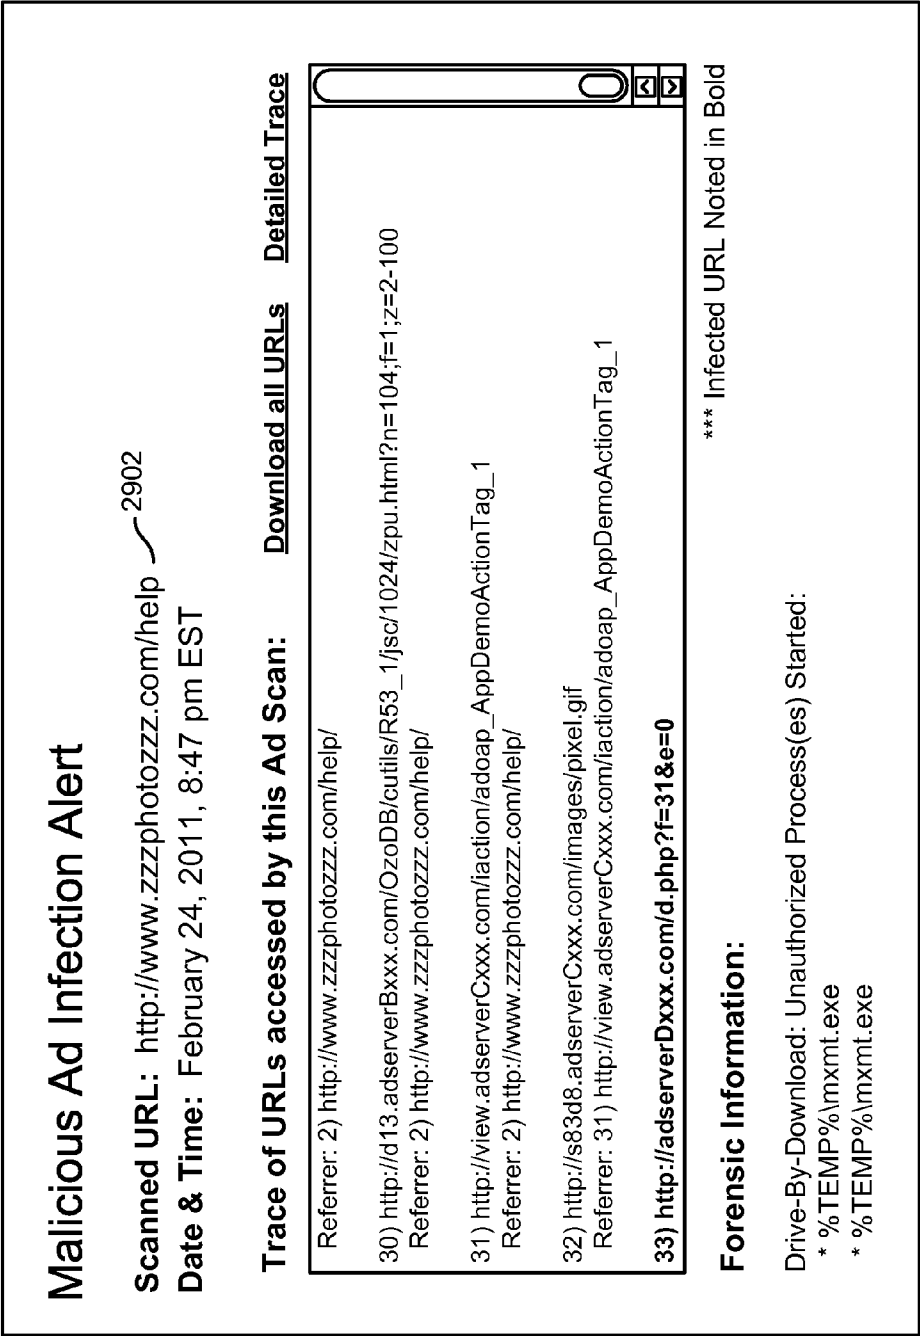 Malicious Ad Infection Alert
Scanned URL: http://www.zzzphotozzz.com/help 2902
Date & Time: February 24, 2011, 8:47 pm EST
Trace of URLs accessed by this Ad Scan: Download all URLs Detailed Trace
Referrer: 2) http://www.zzzphotozzz.com/help/
30) http://d13.adserverBxxx.com/OzoDB/cutils/R53_1/jsc/1024/zpu.html?n=104;f=1;z=2-100
Referrer: 2) http://www.zzzphotozzz.com/help/
31) http://view.adserverCxxx.com/iaction/adoap_AppDemoActionTag_1
Referrer: 2) http://www.zzzphotozzz.com/help/
32) http://s83d8.adserverCxxx.com/images/pixel.gif
Referrer: 31) http://view.adserverCxxx.com/iaction/adoap_AppDemoActionTag_1
33) http://adserverDxxx.com/d.php?f=31&e=0
*** Infected URL Noted in Bold
Forensic Information:
Drive-By-Download: Unauthorized Process(es) Started:
* %TEMP%\mxmt.exe
* %TEMP%\mxmt.exe